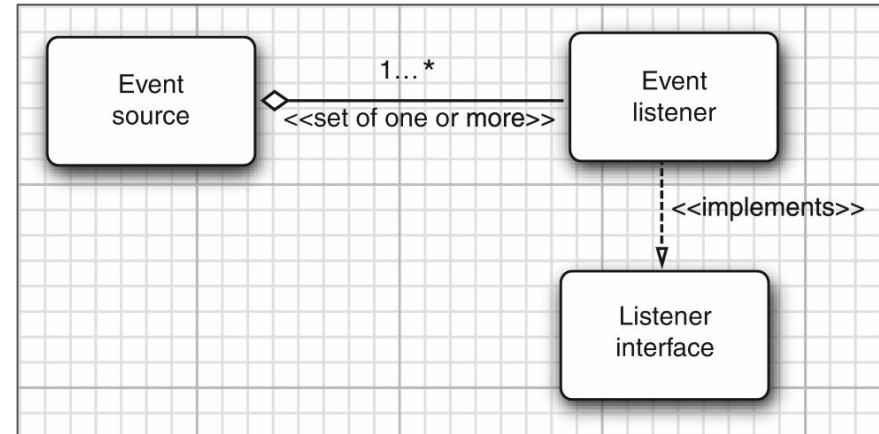 Event
source
1...*
<<set of one or more>>
Event
listener
<<implements>>
Listener
interface